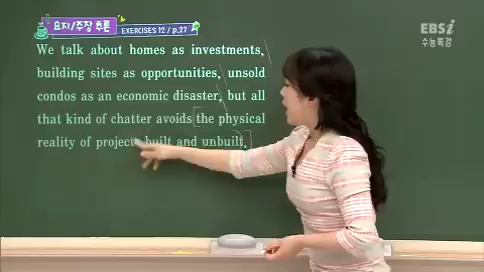 요지/주장 추론
EXERCISES 12 / p.27
EBSi
수능특강
We talk about homes as investments,
building sites as opportunities, unsold
condos as an economic disaster, but all
that kind of chatter avoids the physical
reality of projects built and unbuilt.